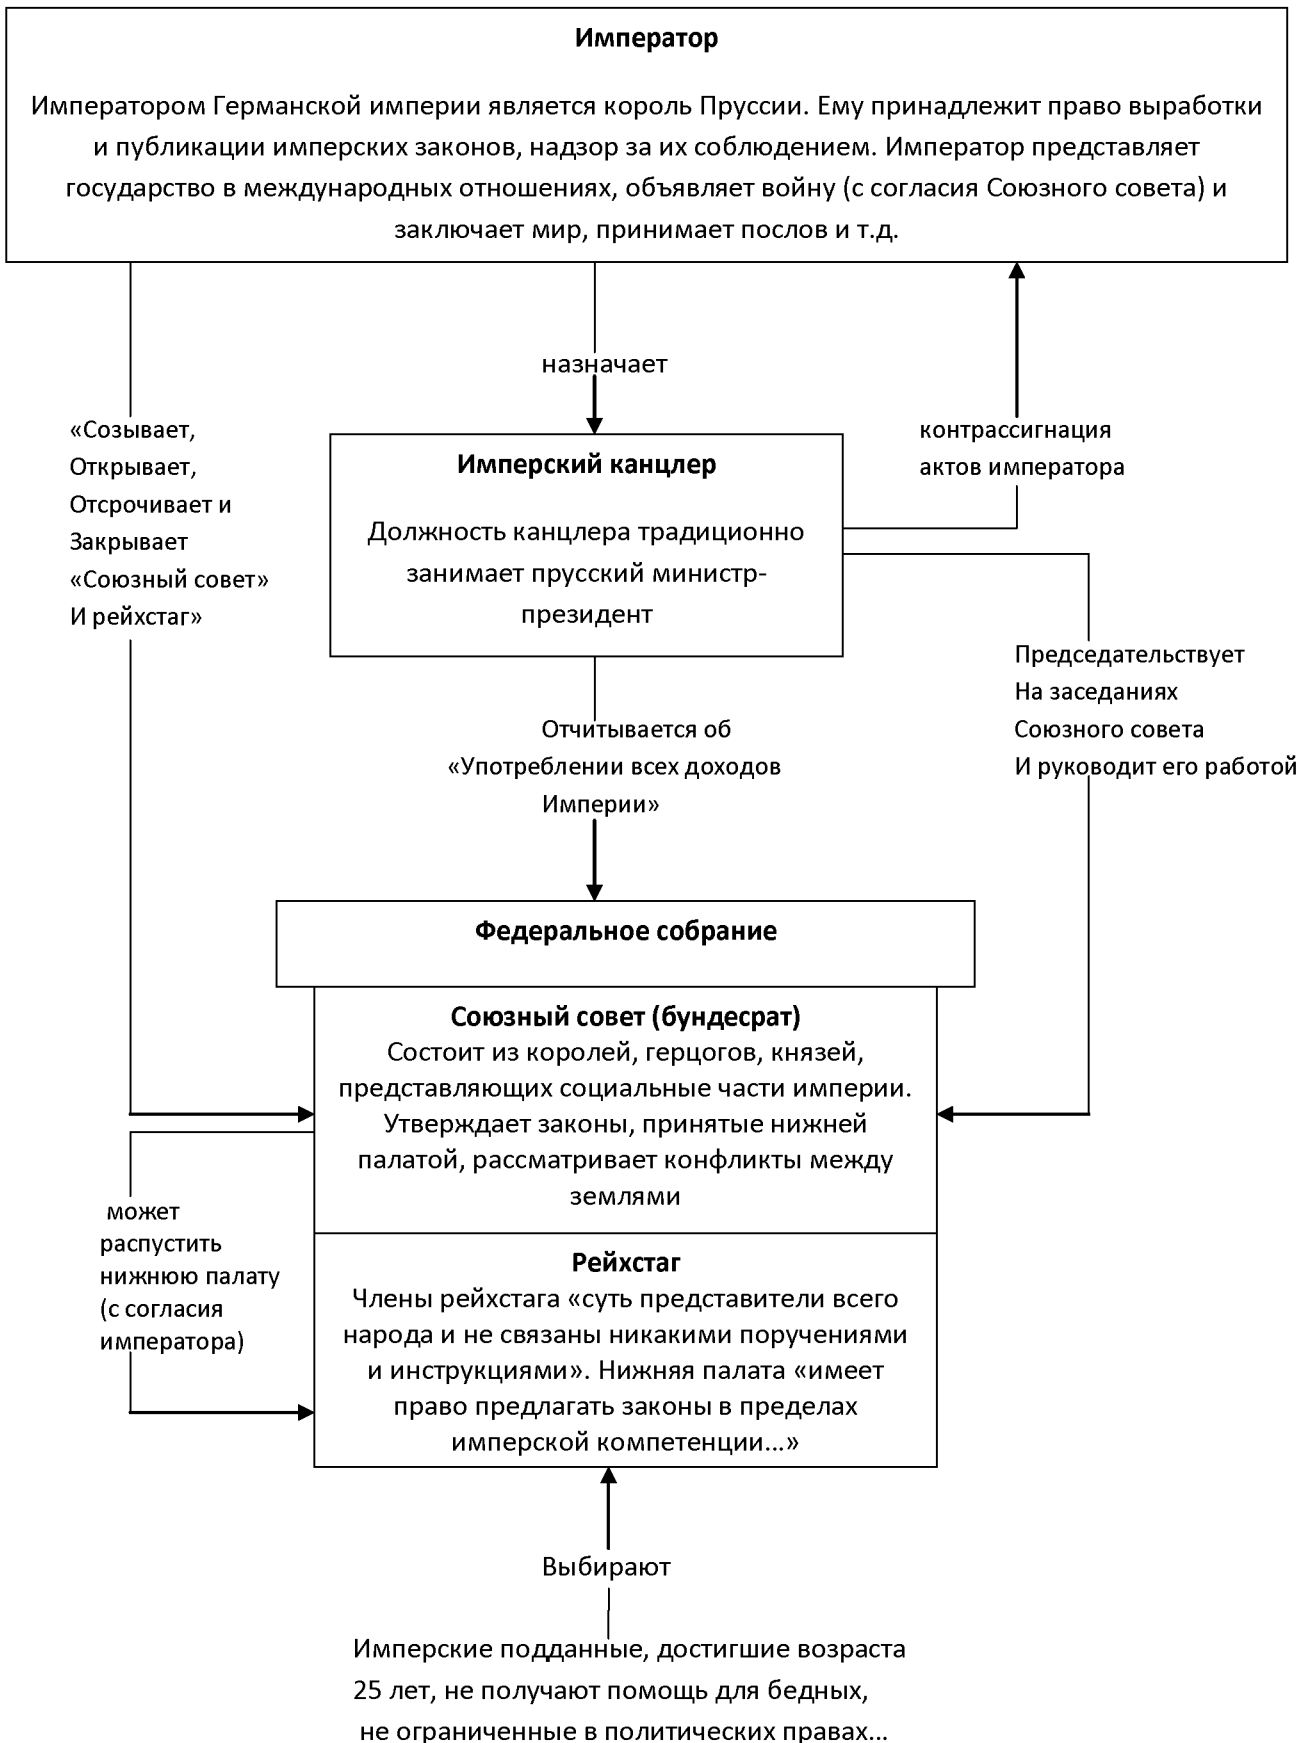 Император
Императором Германской империи является король Пруссии. Ему принадлежит право выработки
и публикации имперских законов, надзор за их соблюдением. Император представляет
государство в международных отношениях, объявляет войну (с согласия Союзного совета) и
заключает мир, принимает послов и т.д.
назначает
«Созывает,
Открывает,
Отсрочивает и
Закрывает
«Союзный совет»
И рейхстаг»
контрассигнация
актов императора
Имперский канцлер
Должность канцлера традиционно
занимает прусский министр-
президент
Председательствует
На заседаниях
Союзного совета
И руководит его работой
Отчитывается об
«Употреблении всех доходов
Империи»
Федеральное собрание
Союзный совет (бундесрат)
Состоит из королей, герцогов, князей,
представляющих социальные части империи.
Утверждает законы, принятые нижней
палатой, рассматривает конфликты между
землями
может
распустить
нижнюю палату
(с согласия
императора)
Рейхстаг
Члены рейхстага «суть представители всего
народа и не связаны никакими поручениями
и инструкциями». Нижняя палата «имеет
право предлагать законы в пределах
имперской компетенции...»
Выбирают
Имперские подданные, достигшие возраста
25 лет, не получают помощь для бедных,
не ограниченные в политических правах...